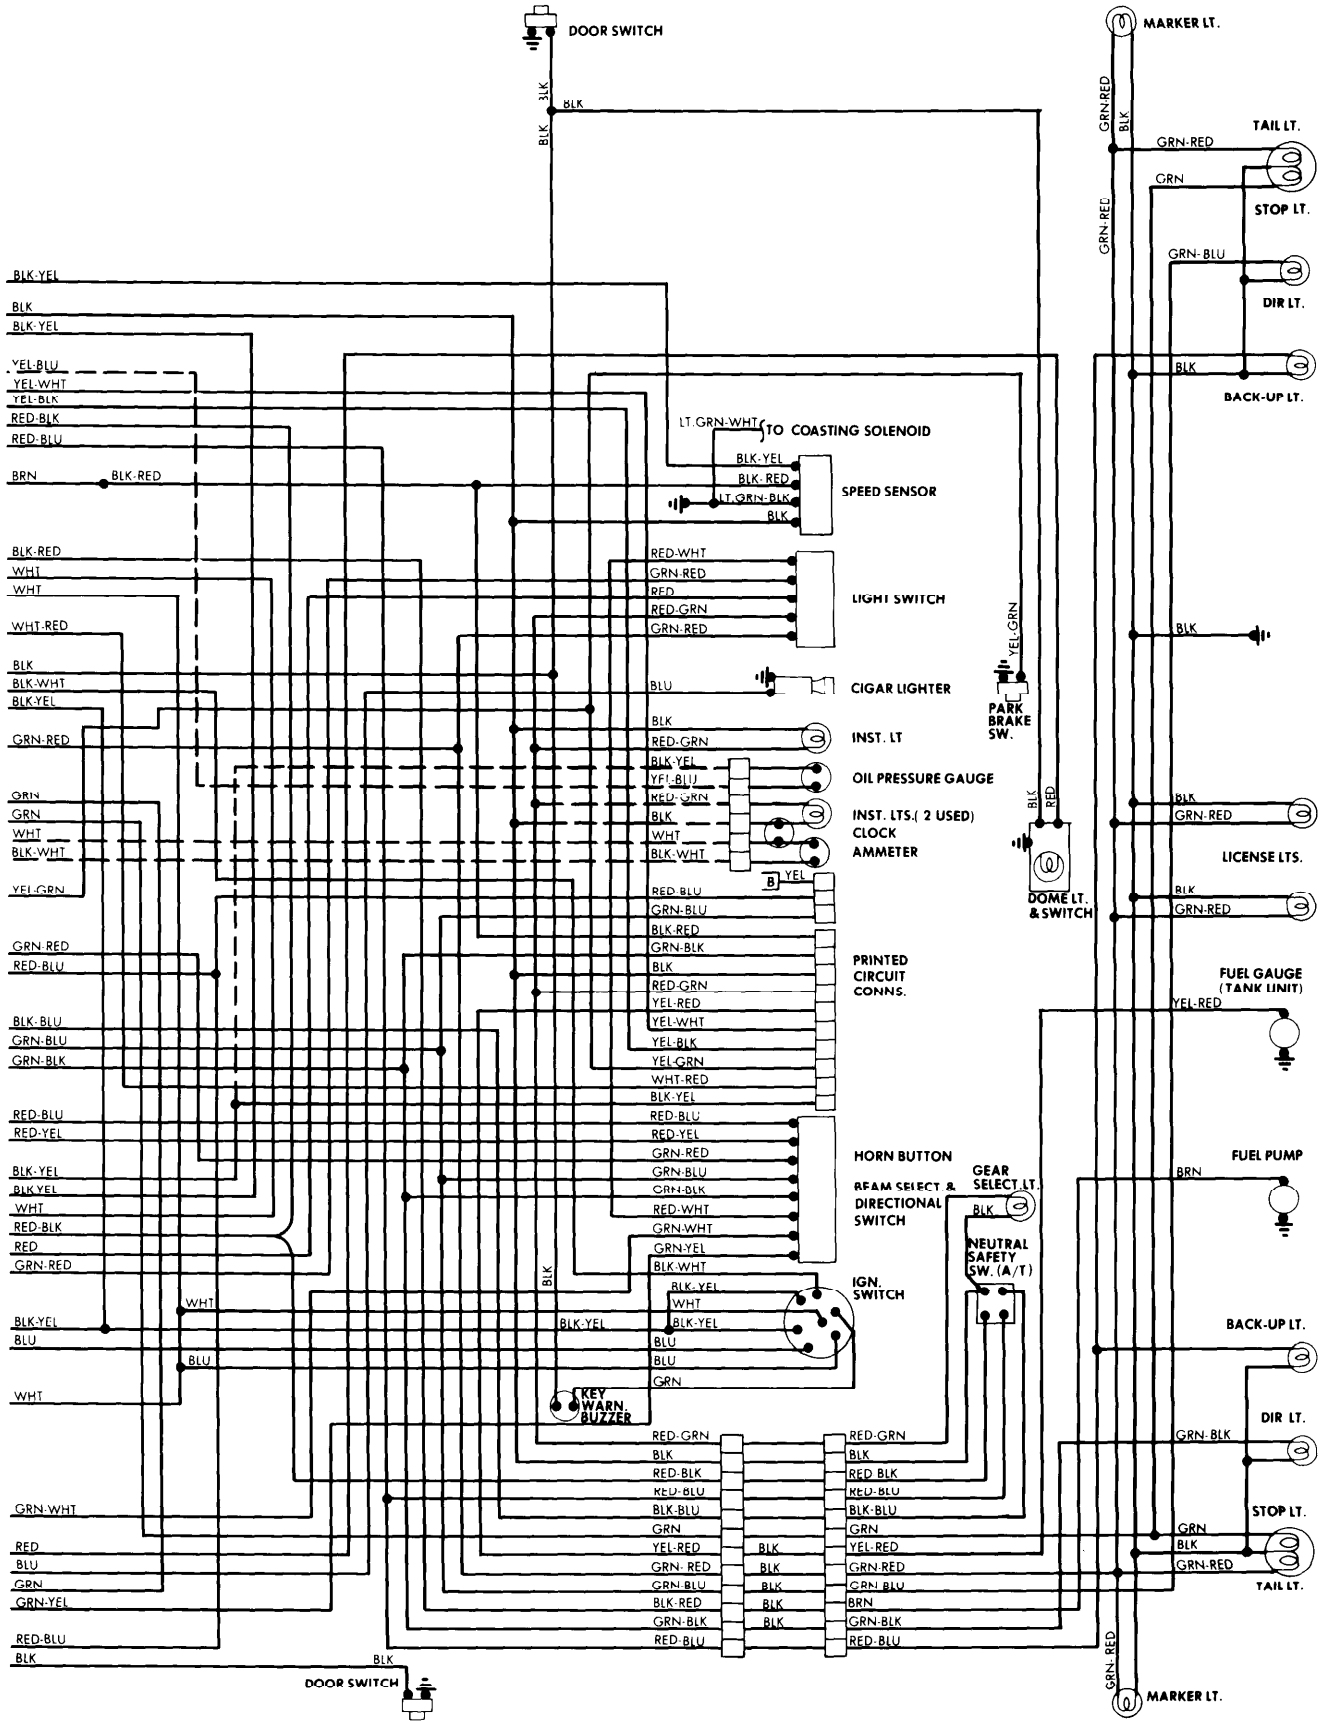 DOOR SWITCH
MARKER LT.
BLK
BLK
BLK
GRN-RED
BLK
TAIL LT.
GRN-RED
GRN
STOP LT.
GRN-RED
GRN-BLU
DIR LT.
BLK
BACK-UP LT.
BLK-YEL
BLK
BLK-YEL
YEL-BLU
YEL-WHT
YEL-BLK
RED-BLK
RED-BLU
BRN
BLK-RED
LT.GRN-WHT
TO COASTING SOLENOID
BLK-YEL
BLK-RED
LT.GRN-BLK
BLK
SPEED SENSOR
BLK-RED
WHT
WHT
WHT-RED
BLK
BLK-WHT
BLK-YEL
GRN-RED
RED-WHT
GRN-RED
RED
RED-GRN
GRN-RED
LIGHT SWITCH
YEL-GRN
BLK
BLU
CIGAR LIGHTER
PARK
BRAKE
SW.
BLK
RED-GRN
INST. LT
BLK-YEL
YEL-BLU
OIL PRESSURE GAUGE
RED-GRN
BLK
INST. LTS.( 2 USED)
CLOCK
WHT
BLK-WHT
AMMETER
BLK
RED
DOME LT.
& SWITCH
BLK
GRN-RED
LICENSE LTS.
BLK
GRN-RED
GRN
GRN
WHT
BLK-WHT
YEL-GRN
GRN-RED
RED-BLU
BLK-BLU
GRN-BLU
GRN-BLK
B
YEL
RED-BLU
GRN-BLU
BLK-RED
GRN-BLK
BLK
RED-GRN
YEL-RED
YEL-WHT
YEL-BLK
YEL-GRN
WHT-RED
BLK-YEL
PRINTED
CIRCUIT
CONNS.
FUEL GAUGE
(TANK UNIT)
YEL-RED
RED-BLU
RED-YEL
BLK-YEL
BLK YEL
WHT
RED-BLK
RED
GRN-RED
RED-BLU
RED-YEL
GRN-RED
GRN-BLU
GRN-BLK
RED-WHT
GRN-WHT
GRN-YEL
HORN BUTTON
BEAM SELECT &
DIRECTIONAL
SWITCH
GEAR
SELECT. LT.
BLK
NEUTRAL
SAFETY
SW. (A/T)
FUEL PUMP
BRN
BLK
BLK-WHT
BLK-YEL
WHT
BLK-YEL
BLK-YEL
BLU
BLU
GRN
IGN.
SWITCH
WHT
BLK-YEL
BLU
BLU
WHT
KEY
WARN.
BUZZER
BACK-UP LT.
DIR LT.
GRN-BLK
STOP LT.
GRN
BLK
GRN-RED
TAIL LT.
RED-GRN
BLK
RED-BLK
RED-BLU
BLK-BLU
GRN
YEL-RED
GRN- RED
GRN-BLU
BLK-RED
GRN-BLK
RED-BLU
BLK
BLK
BLK
BLK
BLK
RED-GRN
BLK
RED BLK
RED-BLU
BLK-BLU
GRN
YEL-RED
GRN-RED
GRN BLU
BRN
GRN-BLK
RED-BLU
GRN-WHT
RED
BLU
GRN
GRN-YEL
RED-BLU
BLK
BLK
DOOR SWITCH
GRN- RED
BLK
MARKER LT.